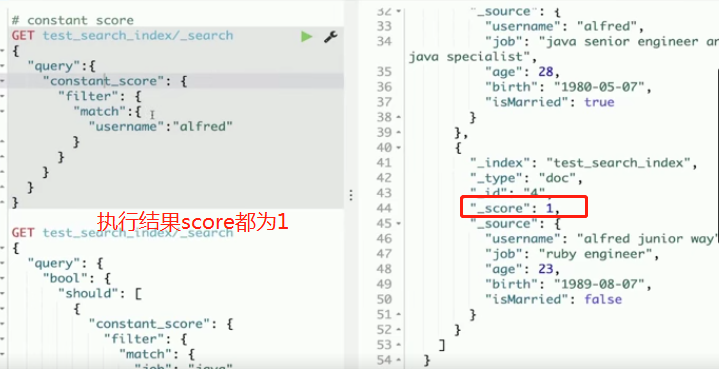 # constant score
GET test_search_index/_search
{
"query":{
"constant_score": {
"filter": {
"match":{
"username":"alfred"
}
}
}
}
}
执行结果score都为1
GET test_search_index/_search
{
"query": {
"bool": {
"should": [
{
"constant_score": {
"filter": {
"match": {
"job": "java"
32
"_source": {
33
"username": "alfred",
34
"job": "java senior engineer an
java specialist",
35
"age": 28,
36
"birth": "1980-05-07",
37
"isMarried": true
38
}
39
},
40
{
41
"_index": "test_search_index",
42
"_type": "doc",
43
"_id": "4",
44
"_score": 1,
45
"_source": {
46
"username": "alfred junior way",
47
"job": "ruby engineer",
48
"age": 23,
49
"birth": "1989-08-07",
50
"isMarried": false
51
}
52
}
53
]
54
}